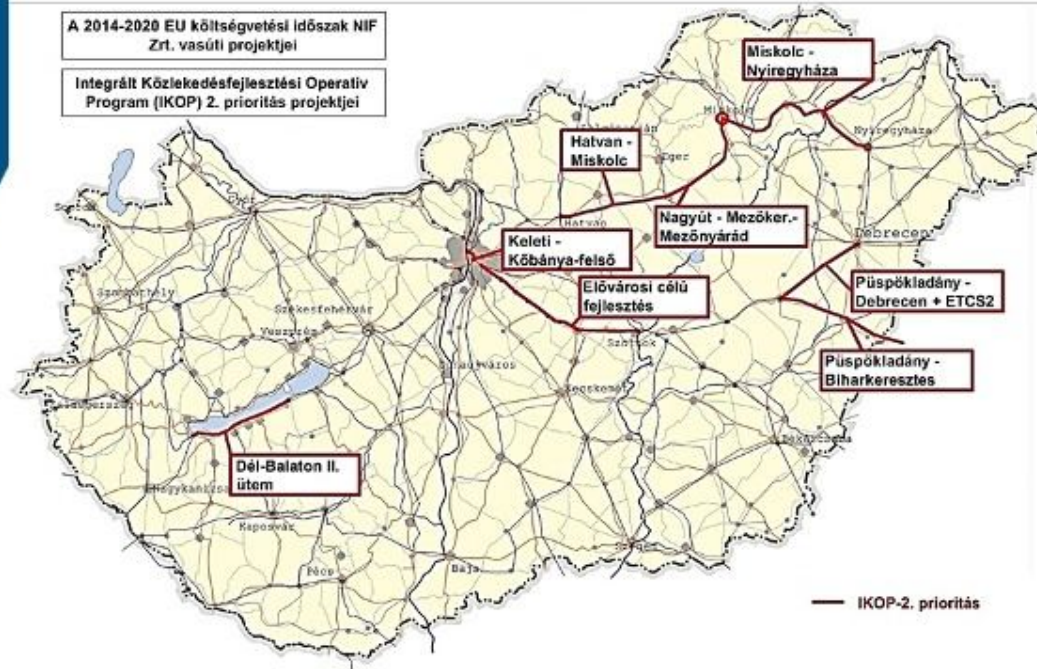 A 2014-2020 EU költségvetési időszak NIF
Zrt. vasúti projektjei
Integrált Közlekedésfejlesztési Operatív
Program (IKOP) 2. prioritás projektjei
Miskolc -
Nyíregyháza
Nyíregyháza
Hatvan -
Miskolc
Eger
Hatvan
Nagyút - Mezőker.-
Mezőnyárád
Debrecen
Keleti -
Kőbánya-felső
Elővárosi célú
fejlesztés
Püspökladány -
Debrecen + ETCS2
Szombathely
Székesfehérvár
Veszprém
Szolnok
Püspökladány -
Biharkeresztes
Kecskemét
Dél-Balaton II.
ütem
Nagykanizsa
Kaposvár
Pécs
Baja
IKOP-2. prioritás